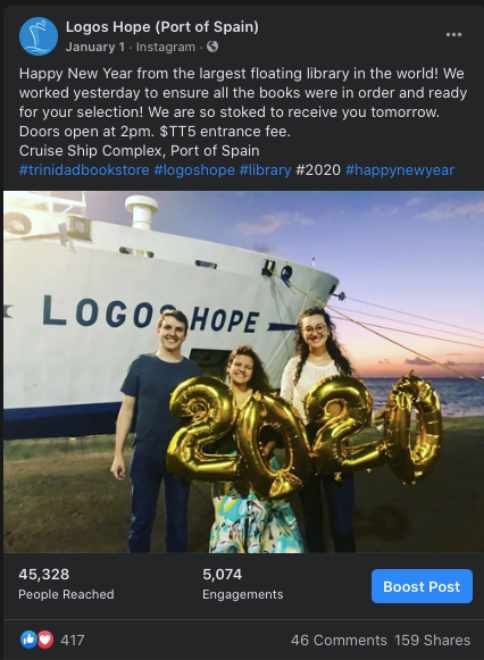 Logos Hope (Port of Spain)
January 1 · Instagram ·
Happy New Year from the largest floating library in the world! We
worked yesterday to ensure all the books were in order and ready
for your selection! We are so stoked to receive you tomorrow.
Doors open at 2pm. $TT5 entrance fee.
Cruise Ship Complex, Port of Spain
#trinidadbookstore #logoshope #library #2020 #happynewyear
LOGOS HOPE
2020
45,328
People Reached
5,074
Engagements
Boost Post
417
46 Comments 159 Shares